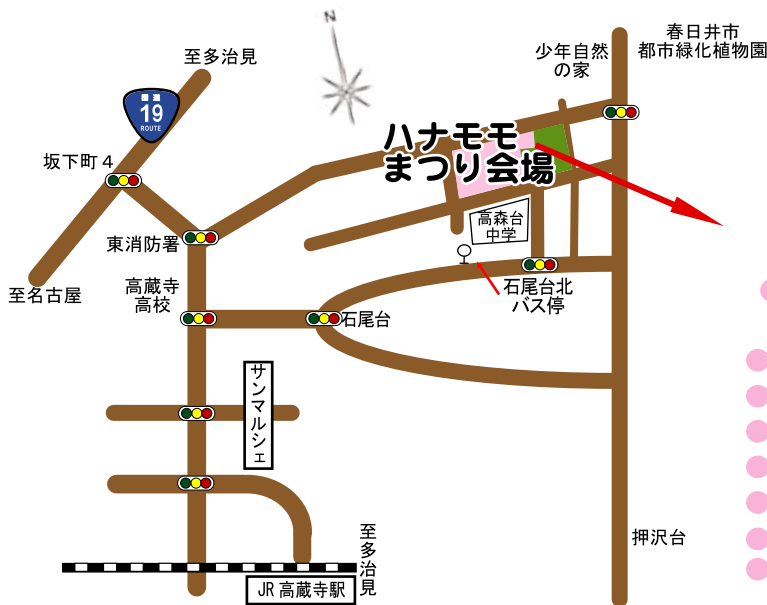 N
春日井市
都市緑化植物園
少年自然
の家
至多治見
国道
19
ROUTE
ハナモモ
まつり会場
坂下町4
高森台
中学
東消防署
至名古屋
高蔵寺
高校
石尾台北
バス停
石尾台
サンマルシェ
至多治見
押沢台
JR高蔵寺駅